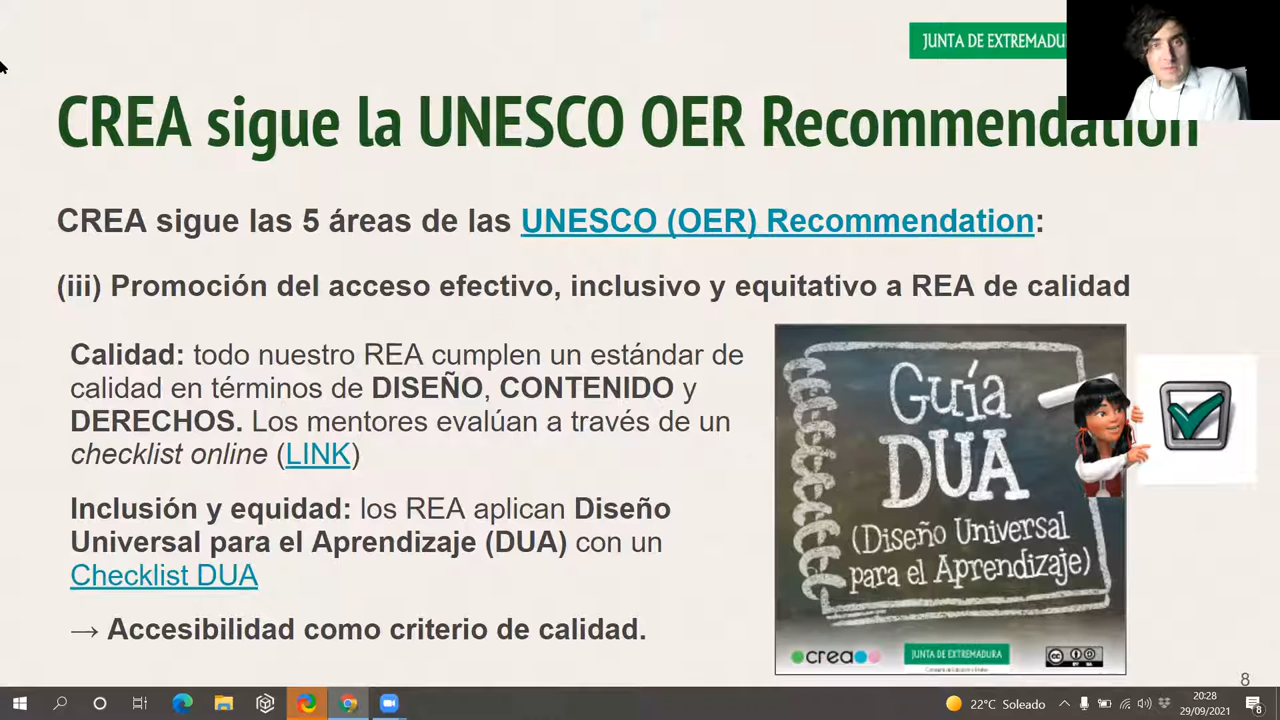 JUNTA DE EXTREMADU
CREA sigue la UNESCO OER Recommendation
CREA sigue las 5 áreas de las UNESCO (OER) Recommendation:
(iii) Promoción del acceso efectivo, inclusivo y equitativo a REA de calidad
Calidad: todo nuestro REA cumplen un estándar de
calidad en términos de DISEÑO, CONTENIDO y
DERECHOS. Los mentores evalúan a través de un
checklist online (LINK)
Inclusión y equidad: los REA aplican Diseño
Universal para el Aprendizaje (DUA) con un
Checklist DUA
→ Accesibilidad como criterio de calidad.
Guía
DUA
(Diseño Universal
para el Aprendizaje)
crea
JUNTA DE EXTREMADURA
8
22°C Soleado
20:28
29/09/2021
8